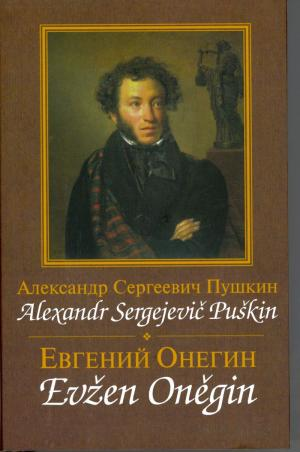 Александр Сергеевич Пушкин
Alexandr Sergejevič Puškin
Евгений Онегин
Evžen Oněgin